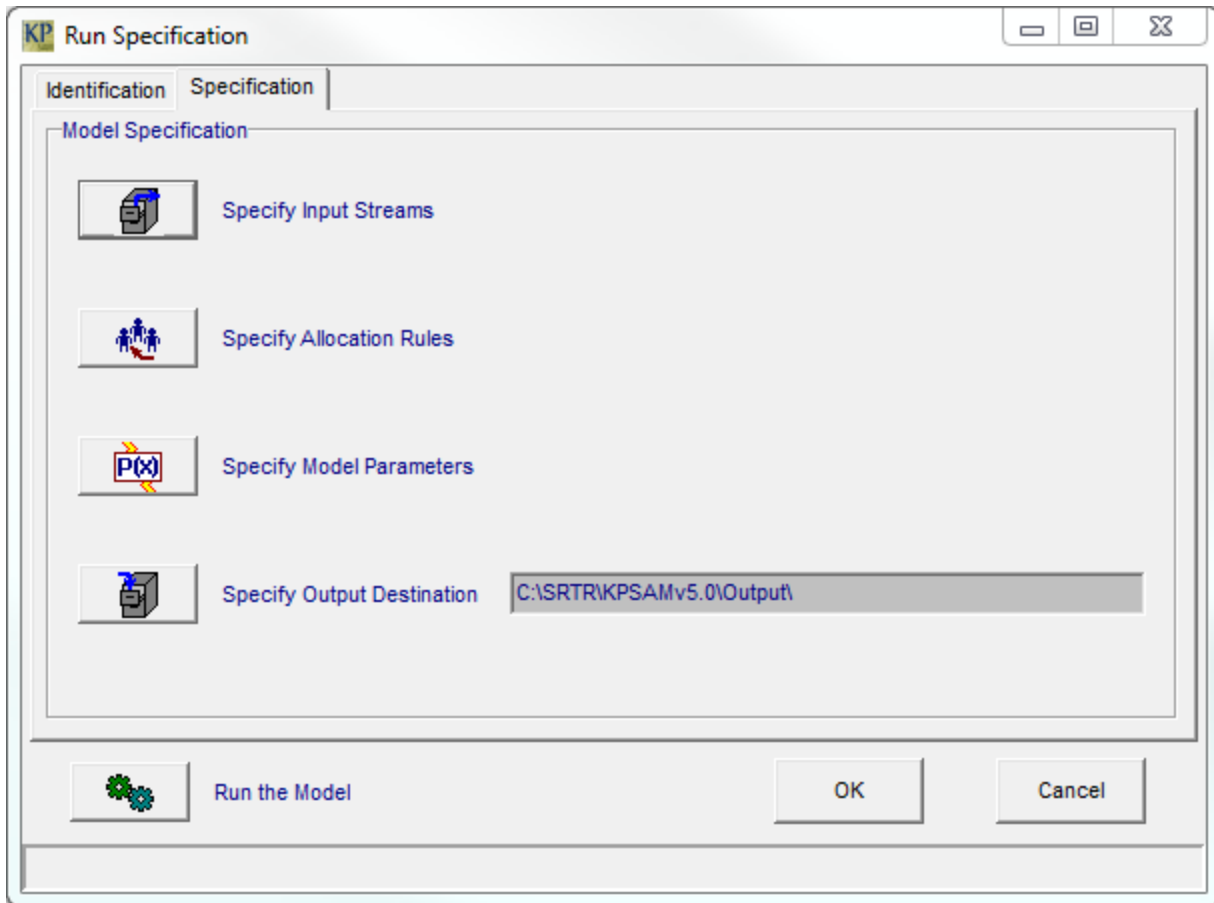 KP Run Specification
Identification Specification
Model Specification
Specify Input Streams
Specify Allocation Rules
P(x) Specify Model Parameters
Specify Output Destination C:\SRTR\KPSAMv5.0\Output\
Run the Model OK Cancel